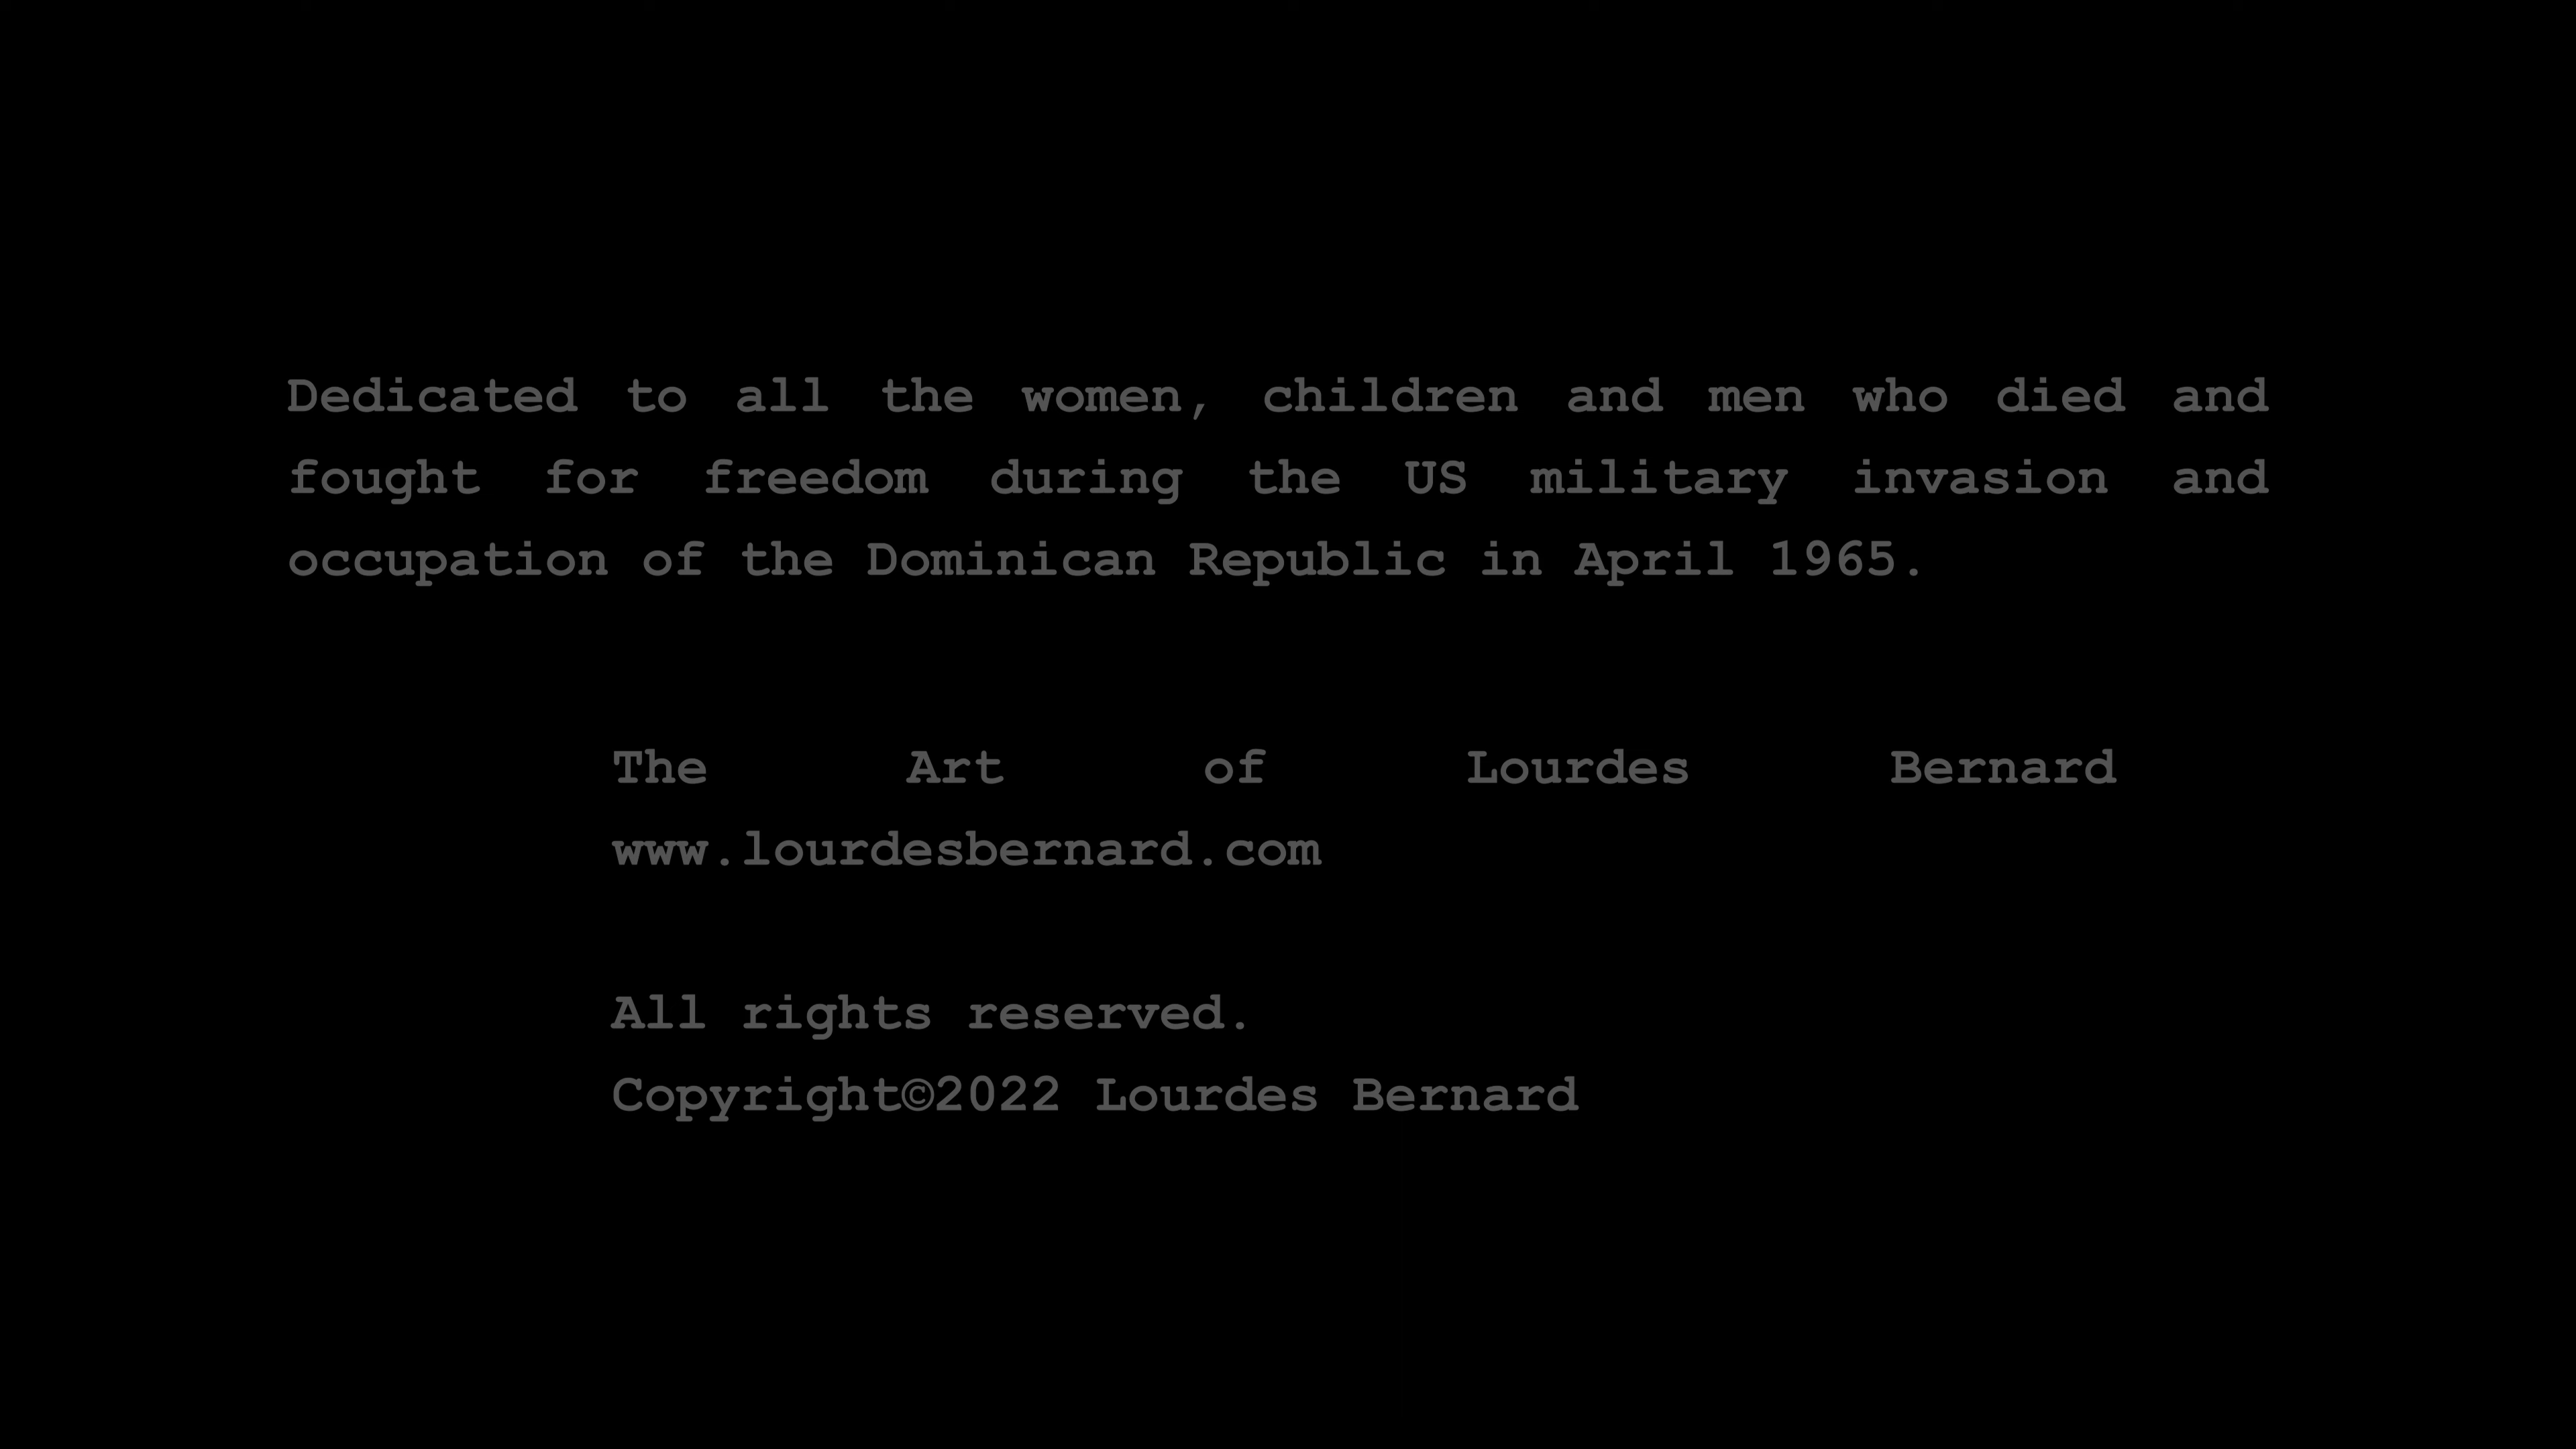 Dedicated to all the women, children and men who died and
fought for freedom during the US military invasion and
occupation of the Dominican Republic in April 1965.
The Art of Lourdes Bernard
www.lourdesbernard.com
All rights reserved.
Copyright©2022 Lourdes Bernard